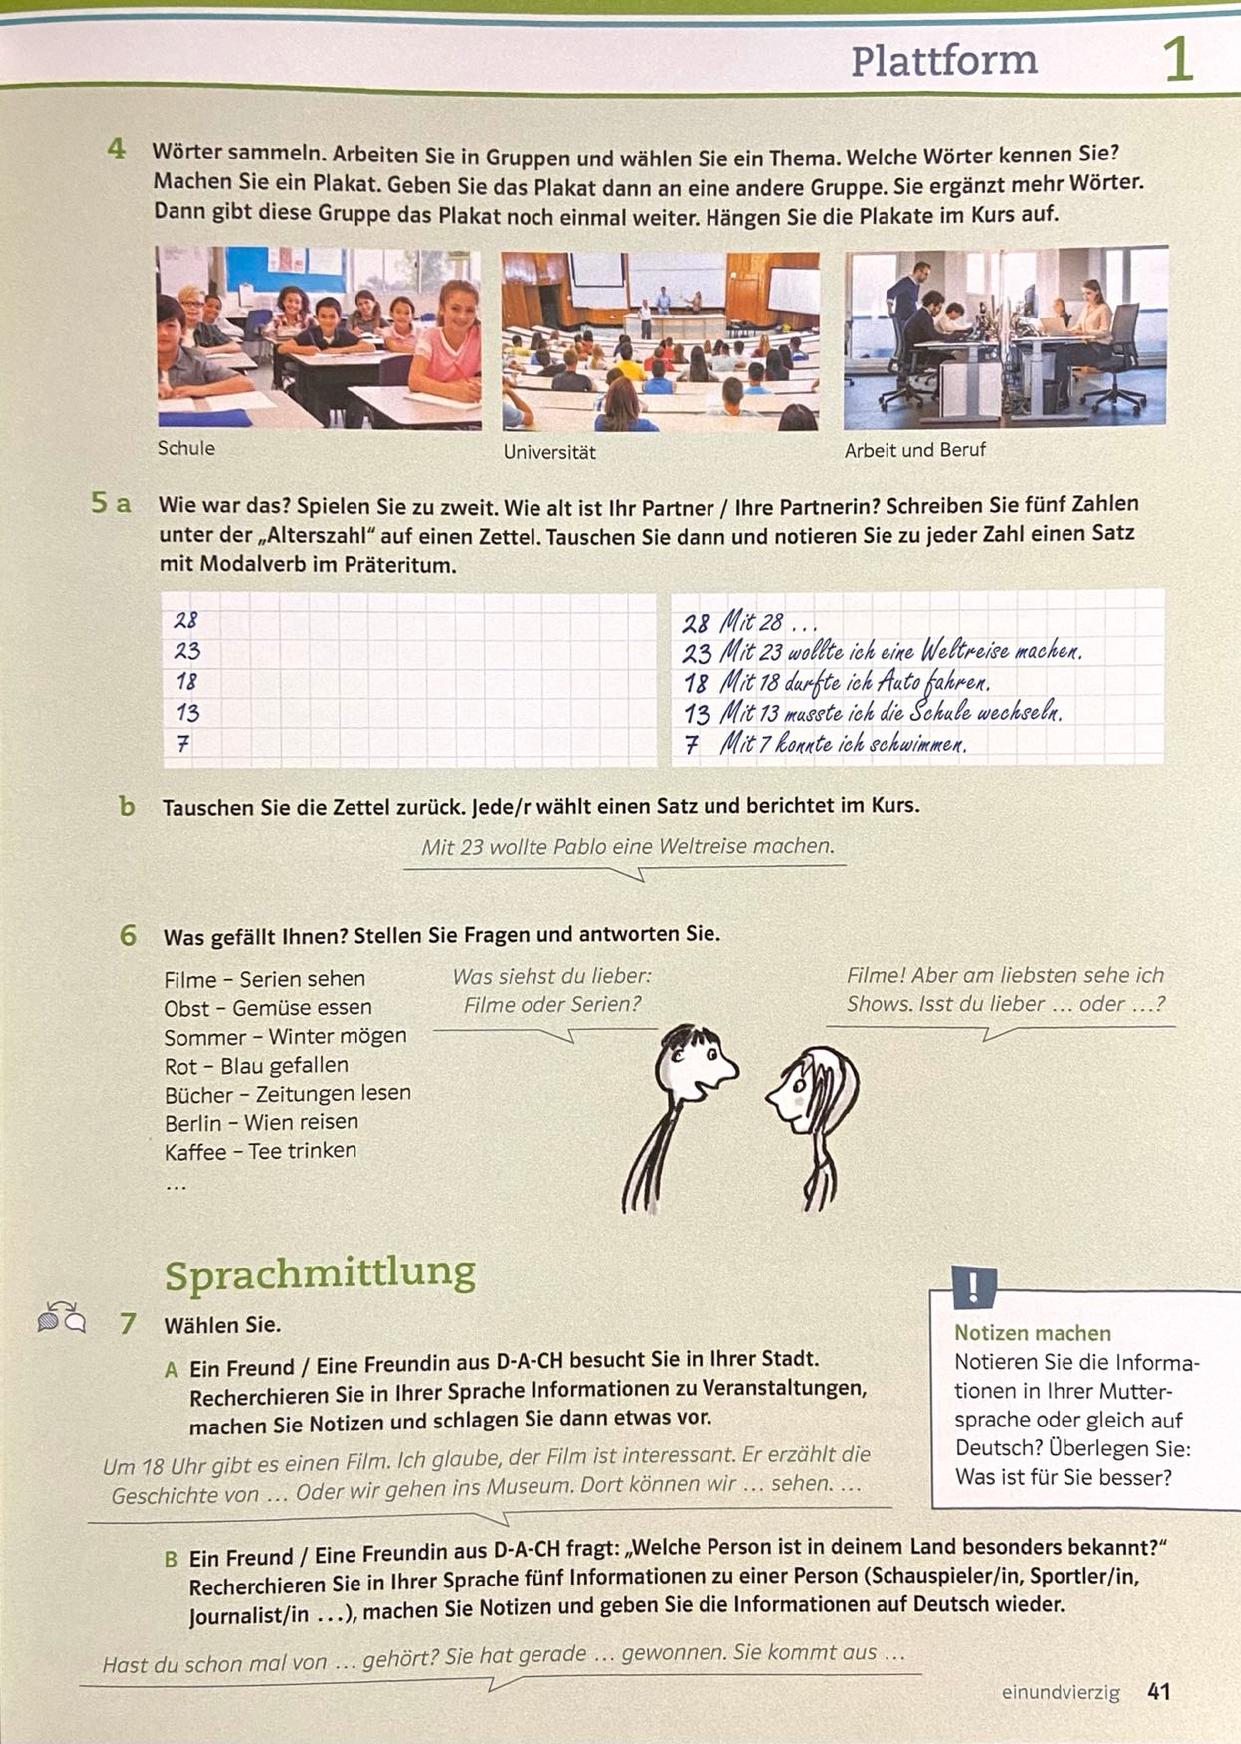 Plattform 1
4 Wörter sammeln. Arbeiten Sie in Gruppen und wählen Sie ein Thema. Welche Wörter kennen Sie?
Machen Sie ein Plakat. Geben Sie das Plakat dann an eine andere Gruppe. Sie ergänzt mehr Wörter.
Dann gibt diese Gruppe das Plakat noch einmal weiter. Hängen Sie die Plakate im Kurs auf.
Schule
Universität
Arbeit und Beruf
5 a Wie war das? Spielen Sie zu zweit. Wie alt ist Ihr Partner / Ihre Partnerin? Schreiben Sie fünf Zahlen
unter der „Alterszahl“ auf einen Zettel. Tauschen Sie dann und notieren Sie zu jeder Zahl einen Satz
mit Modalverb im Präteritum.
28
23
18
13
7
28 Mit 28 ...
23 Mit 23 wollte ich eine Weltreise machen.
18 Mit 18 durfte ich Auto fahren.
13 Mit 13 musste ich die Schule wechseln.
7 Mit 7 konnte ich schwimmen.
b Tauschen Sie die Zettel zurück. Jede/r wählt einen Satz und berichtet im Kurs.
Mit 23 wollte Pablo eine Weltreise machen.
6 Was gefällt Ihnen? Stellen Sie Fragen und antworten Sie.
Filme – Serien sehen
Obst – Gemüse essen
Sommer – Winter mögen
Rot – Blau gefallen
Bücher – Zeitungen lesen
Berlin – Wien reisen
Kaffee – Tee trinken
...
Was siehst du lieber:
Filme oder Serien?
Filme! Aber am liebsten sehe ich
Shows. Isst du lieber ... oder ...?
Sprachmittlung
7 Wählen Sie.
A Ein Freund / Eine Freundin aus D-A-CH besucht Sie in Ihrer Stadt.
Recherchieren Sie in Ihrer Sprache Informationen zu Veranstaltungen,
machen Sie Notizen und schlagen Sie dann etwas vor.
Um 18 Uhr gibt es einen Film. Ich glaube, der Film ist interessant. Er erzählt die
Geschichte von ... Oder wir gehen ins Museum. Dort können wir ... sehen. ...
!
Notizen machen
Notieren Sie die Informa-
tionen in Ihrer Mutter-
sprache oder gleich auf
Deutsch? Überlegen Sie:
Was ist für Sie besser?
B Ein Freund / Eine Freundin aus D-A-CH fragt: „Welche Person ist in deinem Land besonders bekannt?“
Recherchieren Sie in Ihrer Sprache fünf Informationen zu einer Person (Schauspieler/in, Sportler/in,
Journalist/in ...), machen Sie Notizen und geben Sie die Informationen auf Deutsch wieder.
Hast du schon mal von ... gehört? Sie hat gerade ... gewonnen. Sie kommt aus ...
einundvierzig 41